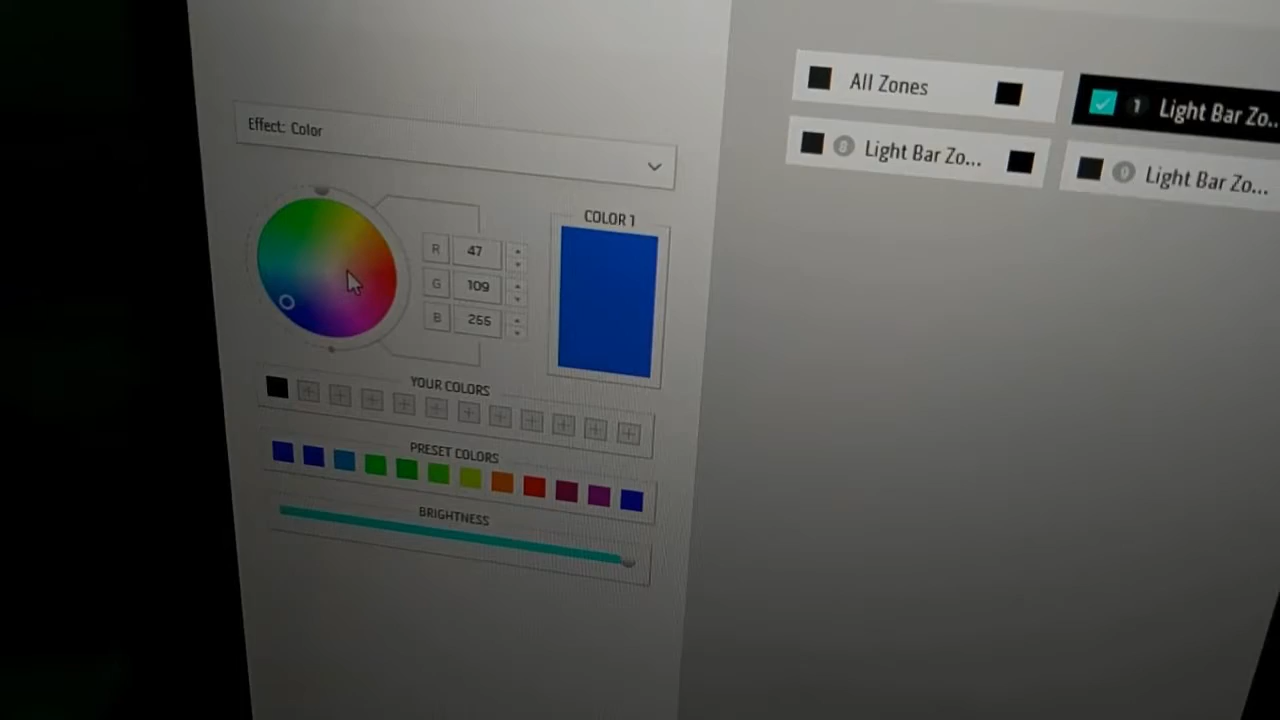 All Zones
1 Light Bar Zo...
8 Light Bar Zo...
Light Bar Zo...
Effect: Color
COLOR 1
R 47
G 109
B 255
YOUR COLORS
PRESET COLORS
BRIGHTNESS